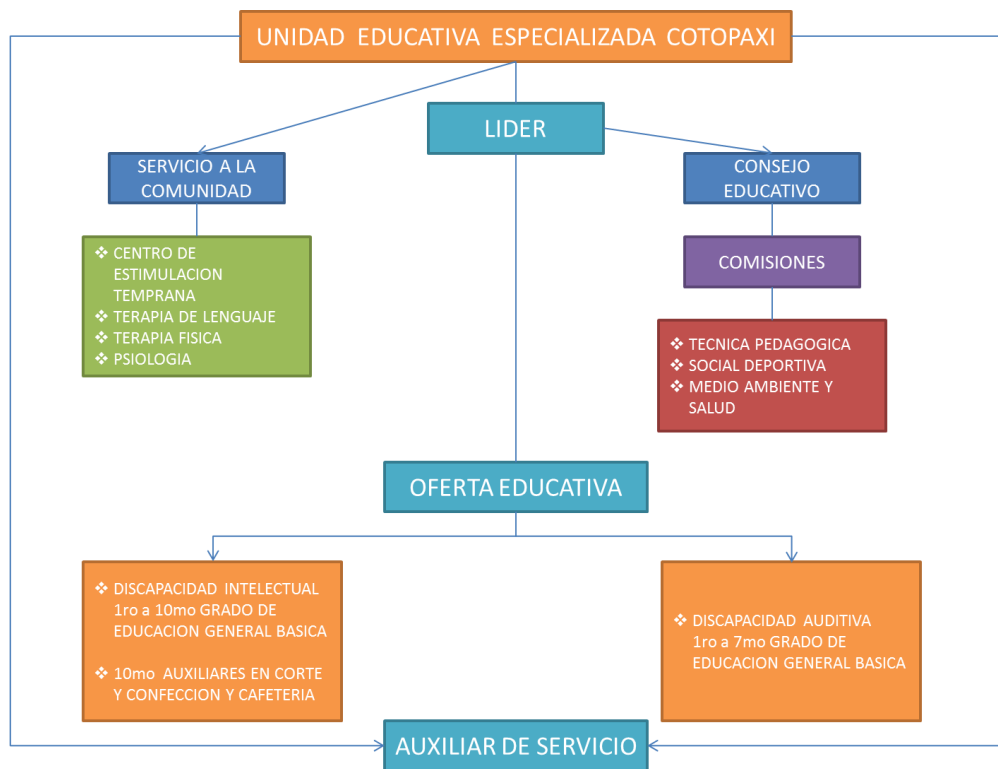 UNIDAD EDUCATIVA ESPECIALIZADA COTOPAXI
LIDER
SERVICIO A LA
COMUNIDAD
CONSEJO
EDUCATIVO
❖ CENTRO DE
ESTIMULACION
TEMPRANA
❖ TERAPIA DE LENGUAJE
❖ TERAPIA FISICA
❖ PSIOLOGIA
COMISIONES
❖ TECNICA PEDAGOGICA
❖ SOCIAL DEPORTIVA
❖ MEDIO AMBIENTE Y
SALUD
OFERTA EDUCATIVA
❖ DISCAPACIDAD INTELECTUAL
1ro a 10mo GRADO DE
EDUCACION GENERAL BASICA
❖ 10mo AUXILIARES EN CORTE
Y CONFECCION Y CAFETERIA
❖ DISCAPACIDAD AUDITIVA
1ro a 7mo GRADO DE
EDUCACION GENERAL BASICA
AUXILIAR DE SERVICIO